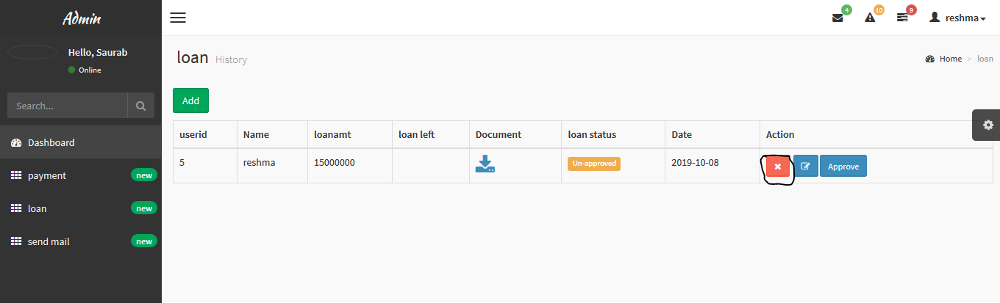 Admin
4 10 9 reshma
Hello, Saurab
Online
loan History
Home > loan
Search...
Add
Dashboard
payment new
loan new
send mail new
userid Name loanamt loan left Document loan status Date Action
5 reshma 15000000 Un-approved 2019-10-08 Approve